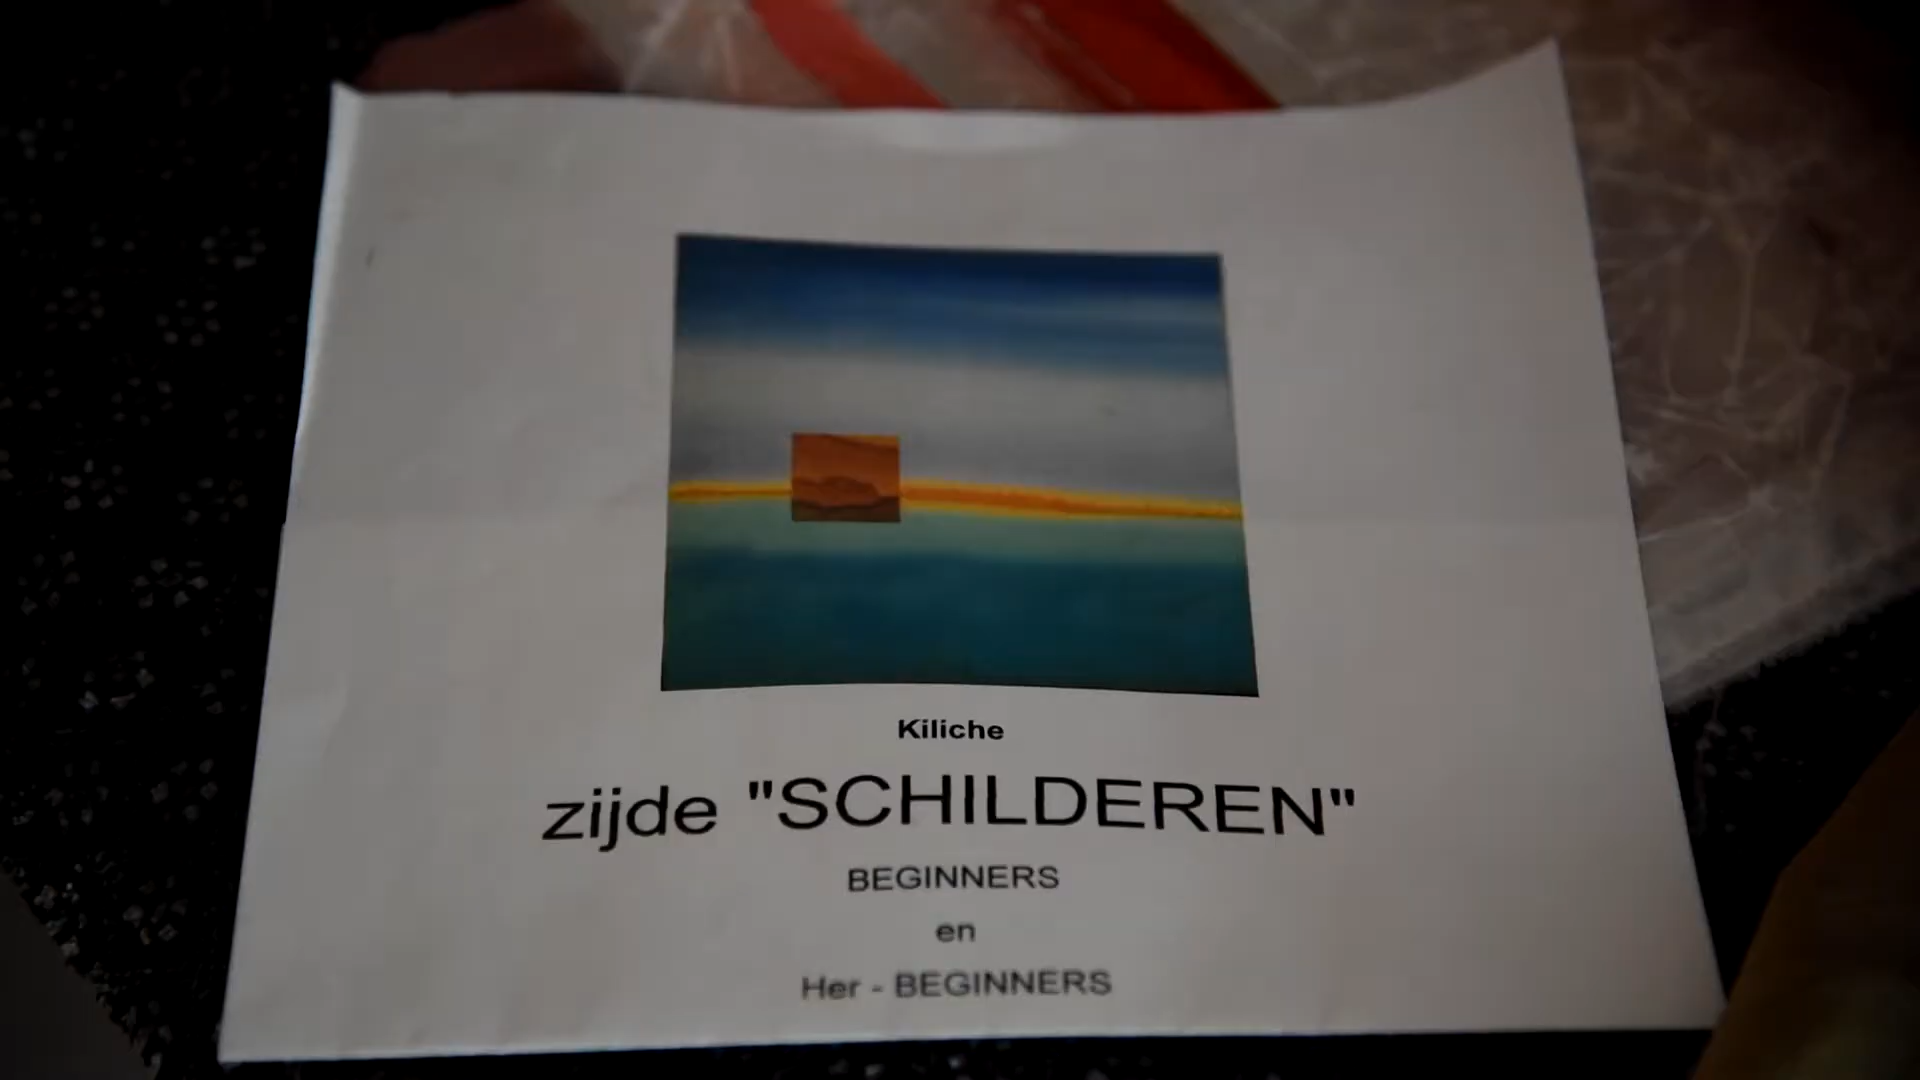 Kiliche
zijde "SCHILDEREN"
BEGINNERS
en
Her - BEGINNERS